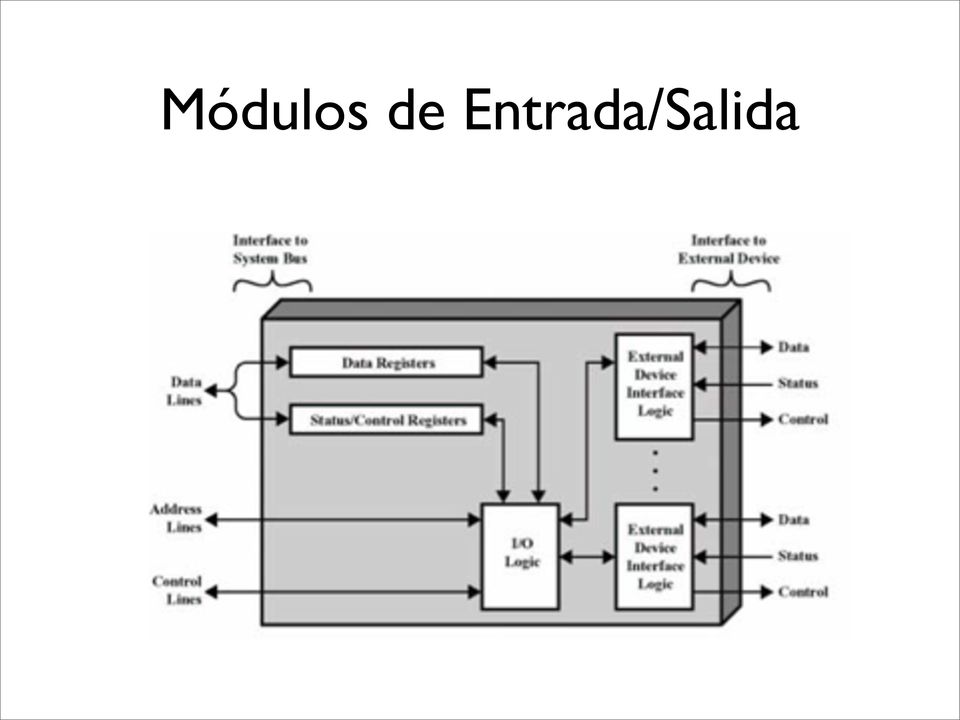 Módulos de Entrada/Salida
Interface to
System Bus
Interface to
External Device
Data
Lines
Address
Lines
Control
Lines
Data Registers
Status/Control Registers
I/O
Logic
External
Device
Interface
Logic
Data
Status
Control
External
Device
Interface
Logic
Data
Status
Control